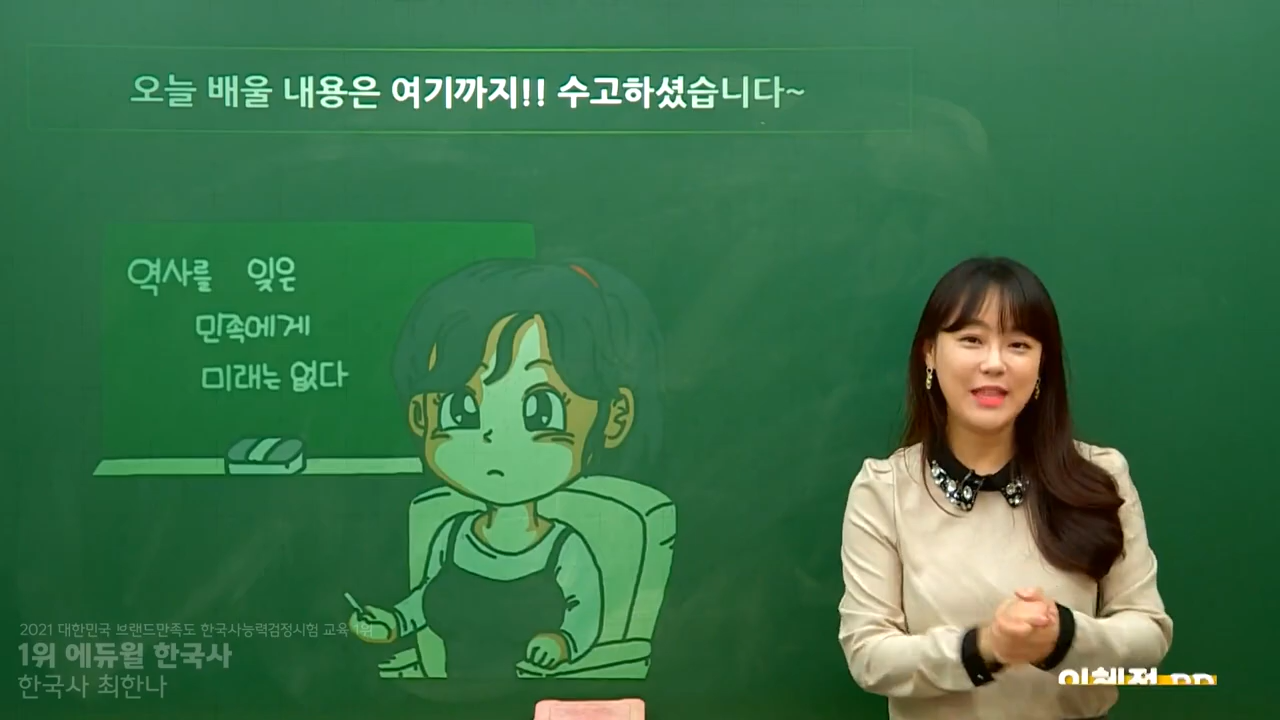 오늘 배울 내용은 여기까지!! 수고하셨습니다~
역사를 잊은
민족에게
미래는 없다
2021 대한민국 브랜드만족도 한국사능력검정시험 교육 1위
1위 에듀윌 한국사
한국사 최한나